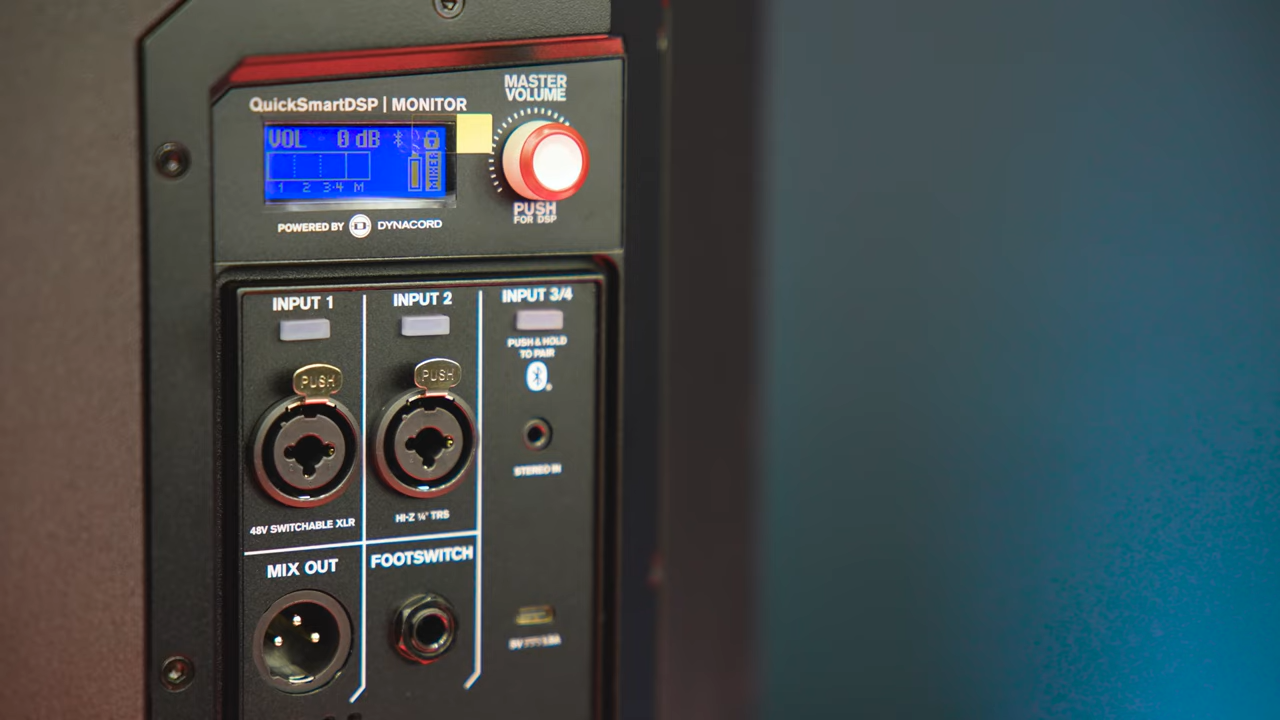 QuickSmartDSP | MONITOR
MASTER
VOLUME
VOL 0 dB
MIXER
1 2 3·4 M
PUSH
FOR DSP
POWERED BY DYNACORD
INPUT 1
INPUT 2
INPUT 3/4
PUSH & HOLD
TO PAIR
PUSH
PUSH
STEREO IN
48V SWITCHABLE XLR
HI-Z ¼" TRS
MIX OUT
FOOTSWITCH